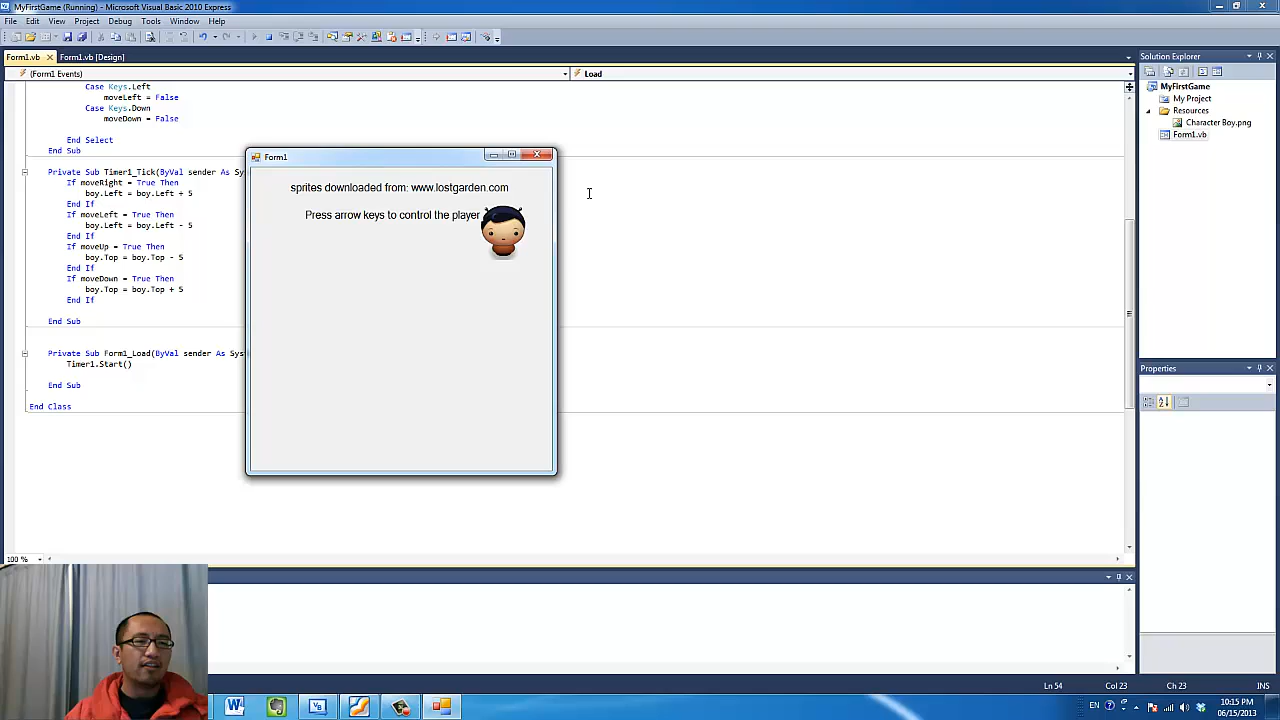 MyFirstGame (Running) - Microsoft Visual Basic 2010 Express
File Edit View Project Debug Tools Window Help
Form1.vb Form1.vb [Design]
(Form1 Events) Load
Case Keys.Left
moveLeft = False
Case Keys.Down
moveDown = False
End Select
End Sub
Private Sub Timer1_Tick(ByVal sender As Sys
If moveRight = True Then
boy.Left = boy.Left + 5
End If
If moveLeft = True Then
boy.Left = boy.Left - 5
End If
If moveUp = True Then
boy.Top = boy.Top - 5
End If
If moveDown = True Then
boy.Top = boy.Top + 5
End If
End Sub
Private Sub Form1_Load(ByVal sender As Sys
Timer1.Start()
End Sub
End Class
100 %
Form1
sprites downloaded from: www.lostgarden.com
Press arrow keys to control the player
Solution Explorer
MyFirstGame
My Project
Resources
Character Boy.png
Form1.vb
Properties
Ln 54 Col 23 Ch 23 INS
EN 10:15 PM
06/15/2013